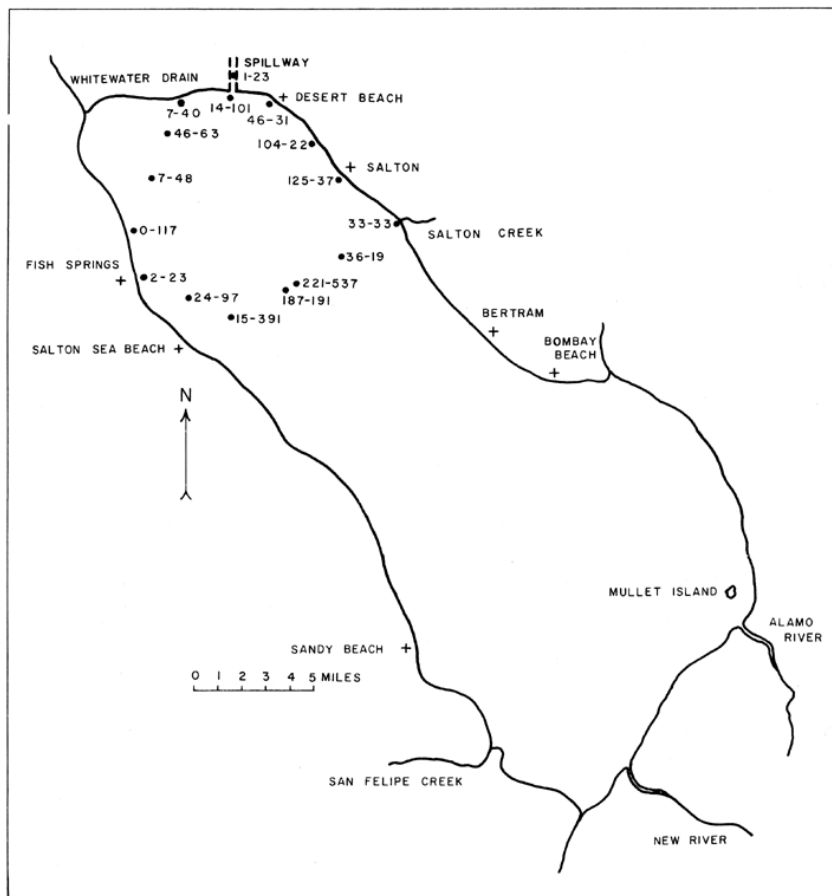 SPILLWAY
1-23
WHITEWATER DRAIN
DESERT BEACH
7-40
14-101
46-31
46-63
104-22
SALTON
7-48
125-37
33-33
0-117
SALTON CREEK
36-19
FISH SPRINGS
2-23
221-537
24-97
187-191
15-391
BERTRAM
BOMBAY
BEACH
SALTON SEA BEACH
N
MULLET ISLAND
ALAMO
RIVER
SANDY BEACH
0 1 2 3 4 5 MILES
SAN FELIPE CREEK
NEW RIVER